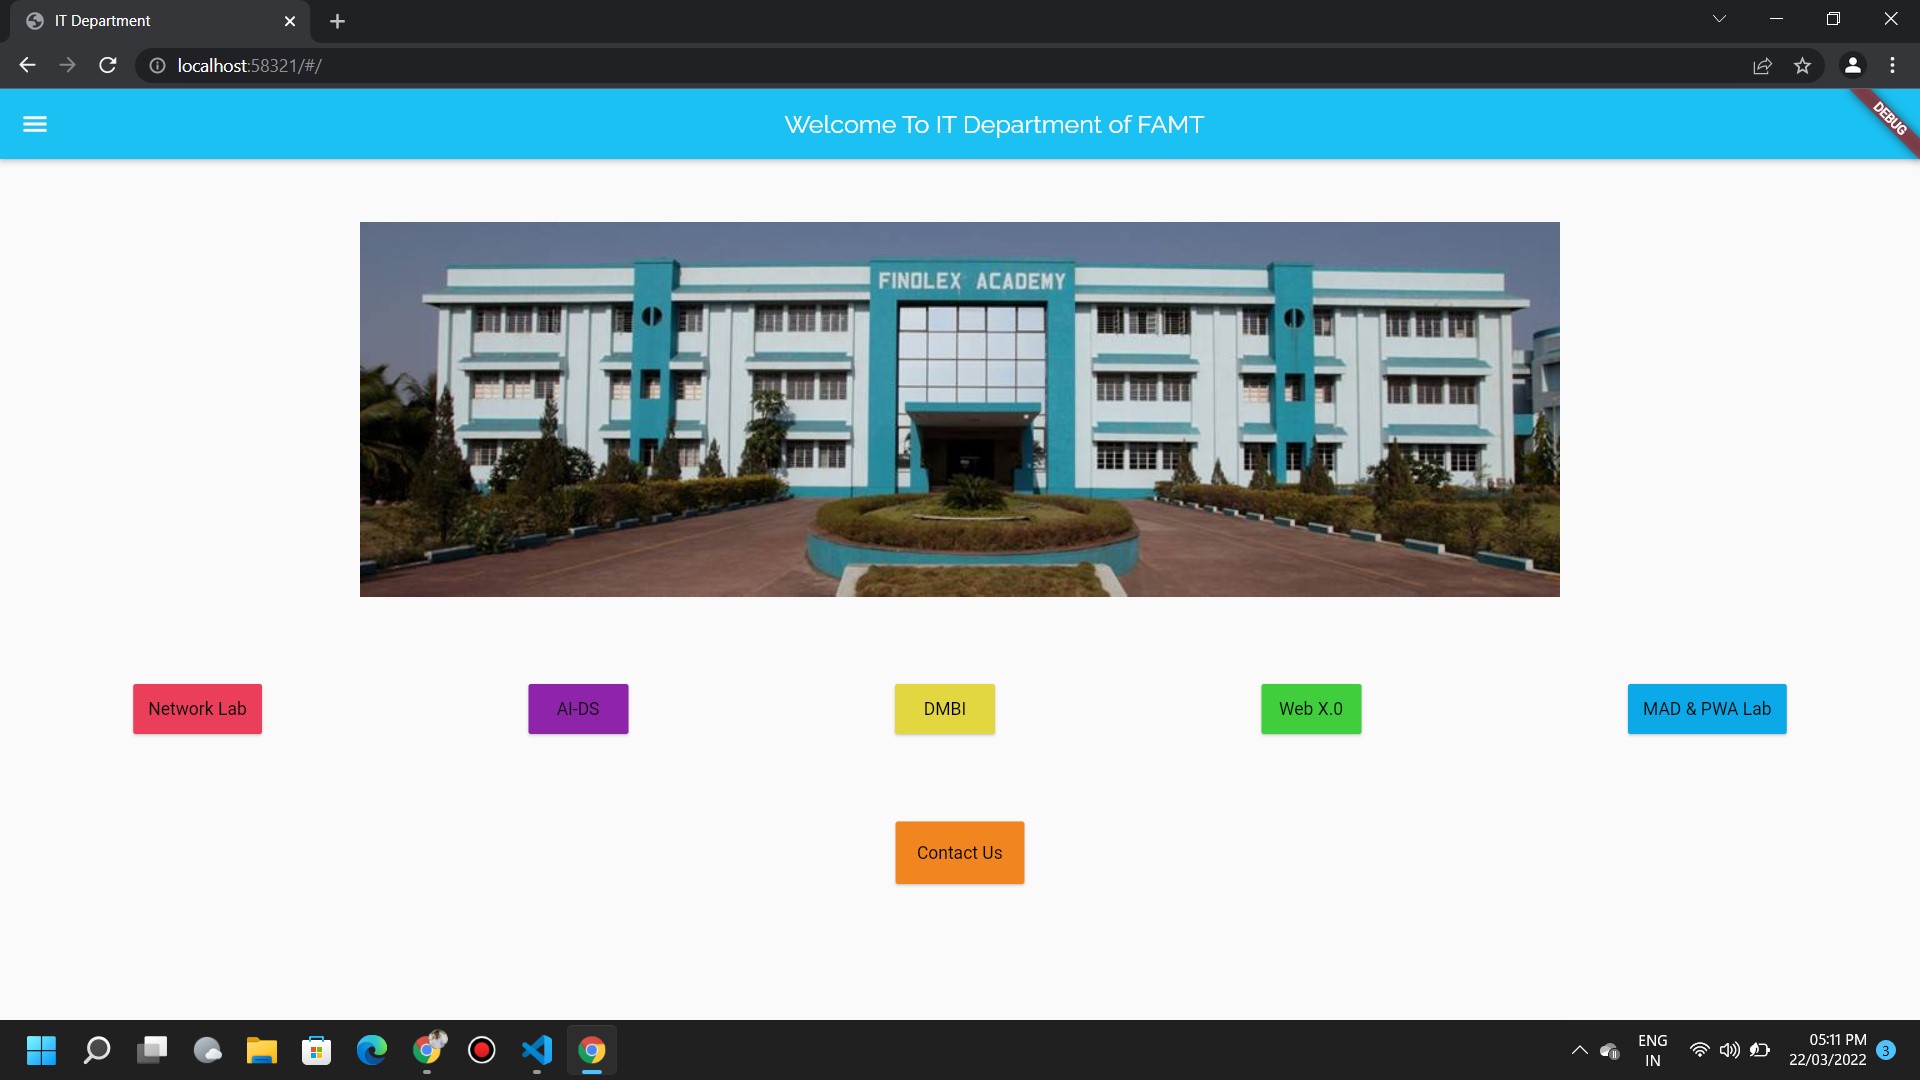 IT Department
localhost:58321/#/
Welcome To IT Department of FAMT
DEBUG
FINOLEX ACADEMY
Network Lab
AI-DS
DMBI
Web X.0
MAD & PWA Lab
Contact Us
ENG
IN
05:11 PM
22/03/2022
3